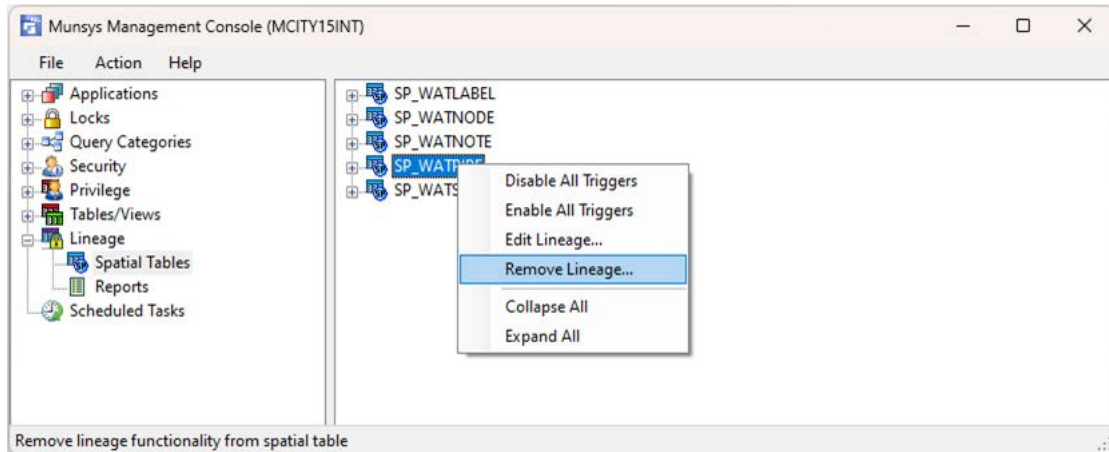 Munsys Management Console (MCITY15INT)
File Action Help
Applications
Locks
Query Categories
Security
Privilege
Tables/Views
Lineage
Spatial Tables
Reports
Scheduled Tasks
SP_WATLABEL
SP_WATNODE
SP_WATNOTE
Disable All Triggers
Enable All Triggers
Edit Lineage...
Remove Lineage...
Collapse All
Expand All
Remove lineage functionality from spatial table